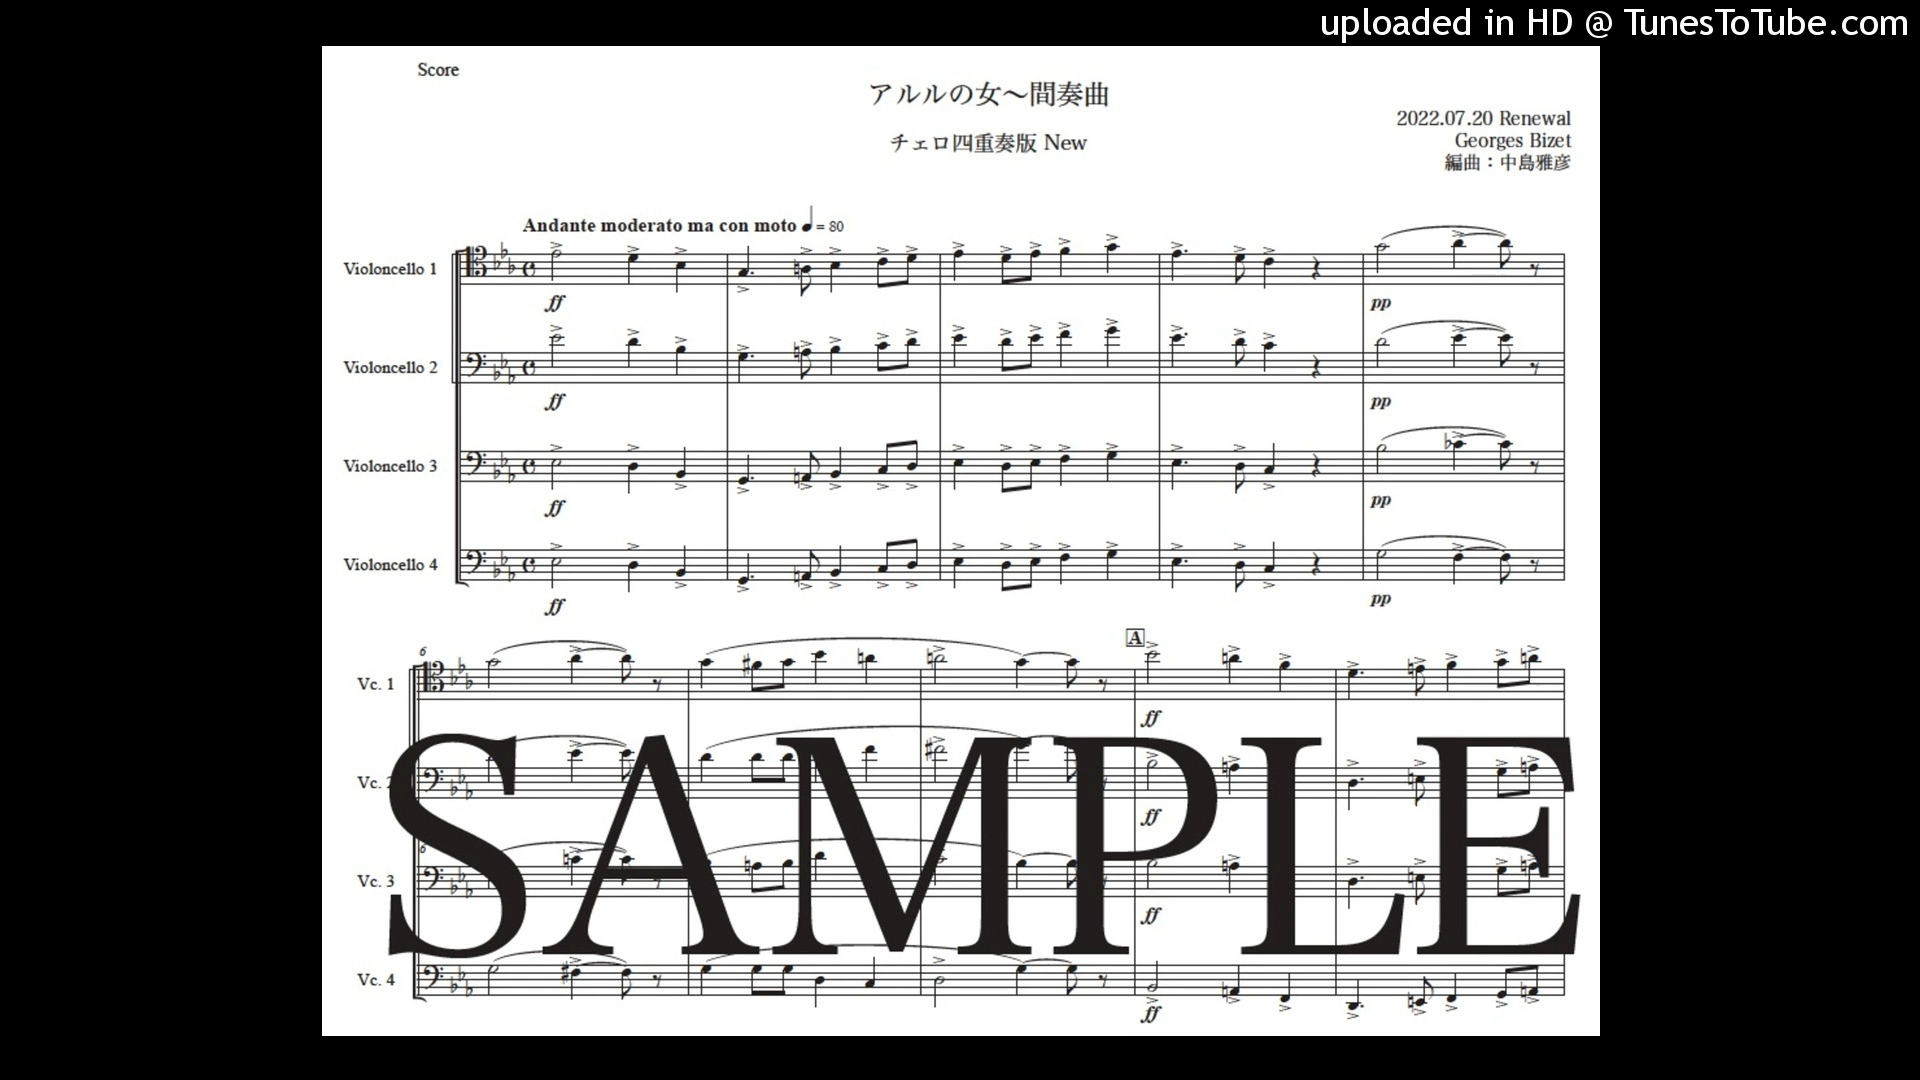 uploaded in HD @ TunesToTube.com
Score
アルルの女～間奏曲
チェロ四重奏版 New
2022.07.20 Renewal
Georges Bizet
編曲：中島雅彦
Andante moderato ma con moto ♩= 80
Violoncello 1
ff
pp
Violoncello 2
ff
pp
Violoncello 3
ff
pp
Violoncello 4
ff
pp
6
A
Vc. 1
ff
Vc. 2
ff
6
Vc. 3
ff
Vc. 4
ff
SAMPLE